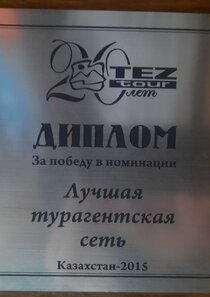 20 TEZ
tour
лет
ДИПЛОМ
За победу в номинации
Лучшая
турагентская
сеть
Казахстан-2015